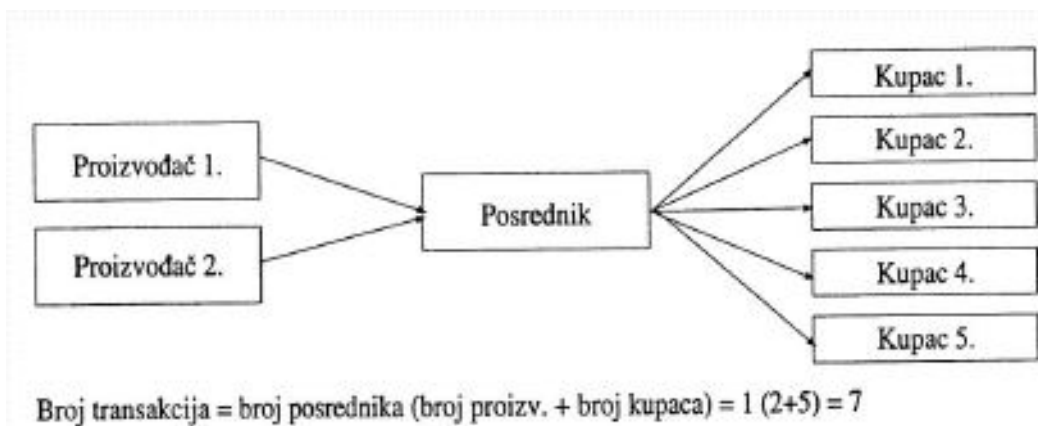 Proizvođač 1.
Proizvođač 2.
Posrednik
Kupac 1.
Kupac 2.
Kupac 3.
Kupac 4.
Kupac 5.
Broj transakcija = broj posrednika (broj proizv. + broj kupaca) = 1 (2+5) = 7